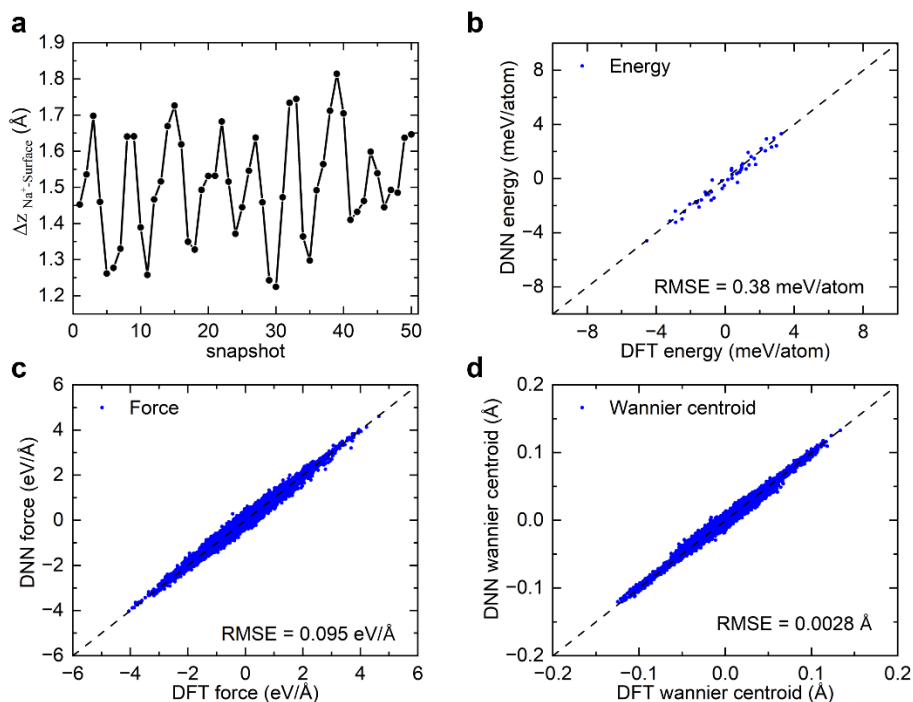 a
1.9
1.8
1.7
1.6
1.5
1.4
1.3
1.2
ΔZ Na⁺-Surface (Å)
0 10 20 30 40 50
snapshot
b
8
4
0
−4
−8
DNN energy (meV/atom)
Energy
RMSE = 0.38 meV/atom
−8 −4 0 4 8
DFT energy (meV/atom)
c
6
4
2
0
−2
−4
−6
DNN force (eV/Å)
Force
RMSE = 0.095 eV/Å
−6 −4 −2 0 2 4 6
DFT force (eV/Å)
d
0.2
0.1
0.0
−0.1
−0.2
DNN wannier centroid (Å)
Wannier centroid
RMSE = 0.0028 Å
−0.2 −0.1 0.0 0.1 0.2
DFT wannier centroid (Å)